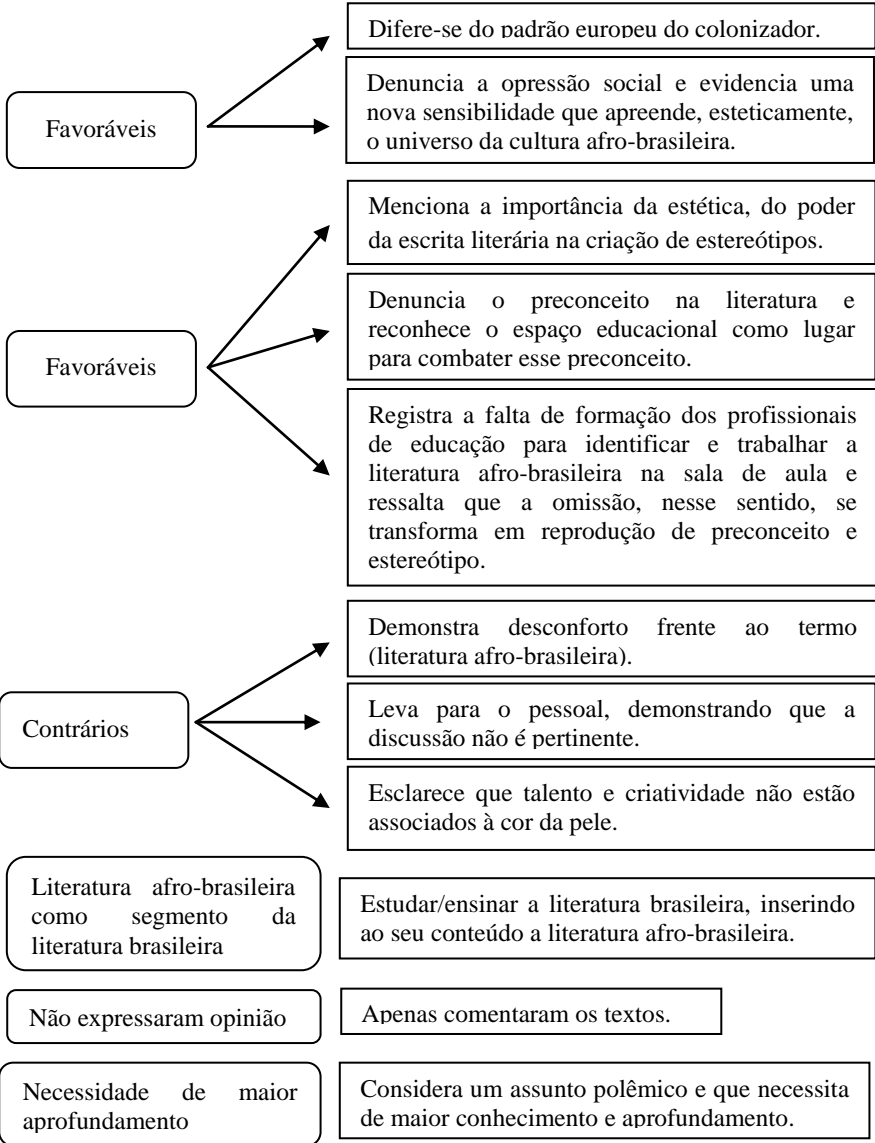 Difere-se do padrão europeu do colonizador.
Favoráveis
Denuncia a opressão social e evidencia uma
nova sensibilidade que apreende, esteticamente,
o universo da cultura afro-brasileira.
Favoráveis
Menciona a importância da estética, do poder
da escrita literária na criação de estereótipos.
Denuncia o preconceito na literatura e
reconhece o espaço educacional como lugar
para combater esse preconceito.
Registra a falta de formação dos profissionais
de educação para identificar e trabalhar a
literatura afro-brasileira na sala de aula e
ressalta que a omissão, nesse sentido, se
transforma em reprodução de preconceito e
estereótipo.
Contrários
Demonstra desconforto frente ao termo
(literatura afro-brasileira).
Leva para o pessoal, demonstrando que a
discussão não é pertinente.
Esclarece que talento e criatividade não estão
associados à cor da pele.
Literatura afro-brasileira
como segmento da
literatura brasileira
Estudar/ensinar a literatura brasileira, inserindo
ao seu conteúdo a literatura afro-brasileira.
Não expressaram opinião
Apenas comentaram os textos.
Necessidade de maior
aprofundamento
Considera um assunto polêmico e que necessita
de maior conhecimento e aprofundamento.